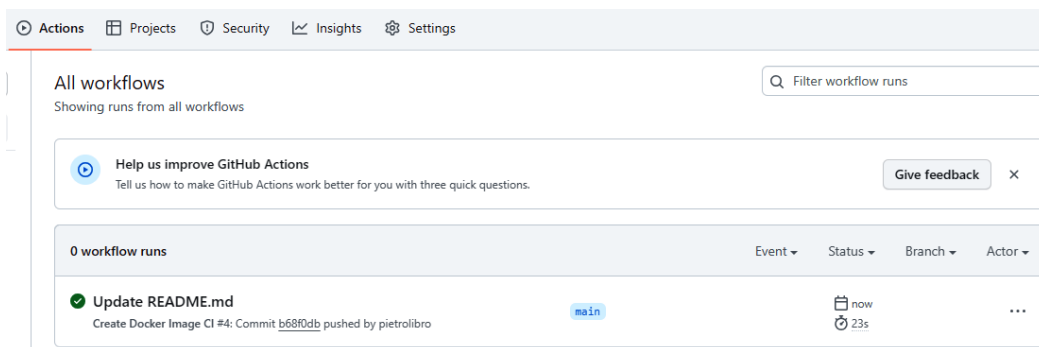 Actions Projects Security Insights Settings
All workflows
Filter workflow runs
Showing runs from all workflows
Help us improve GitHub Actions
Give feedback
Tell us how to make GitHub Actions work better for you with three quick questions.
0 workflow runs Event Status Branch Actor
Update README.md
main
now
Create Docker Image CI #4: Commit b68f0db pushed by pietrolibro
23s